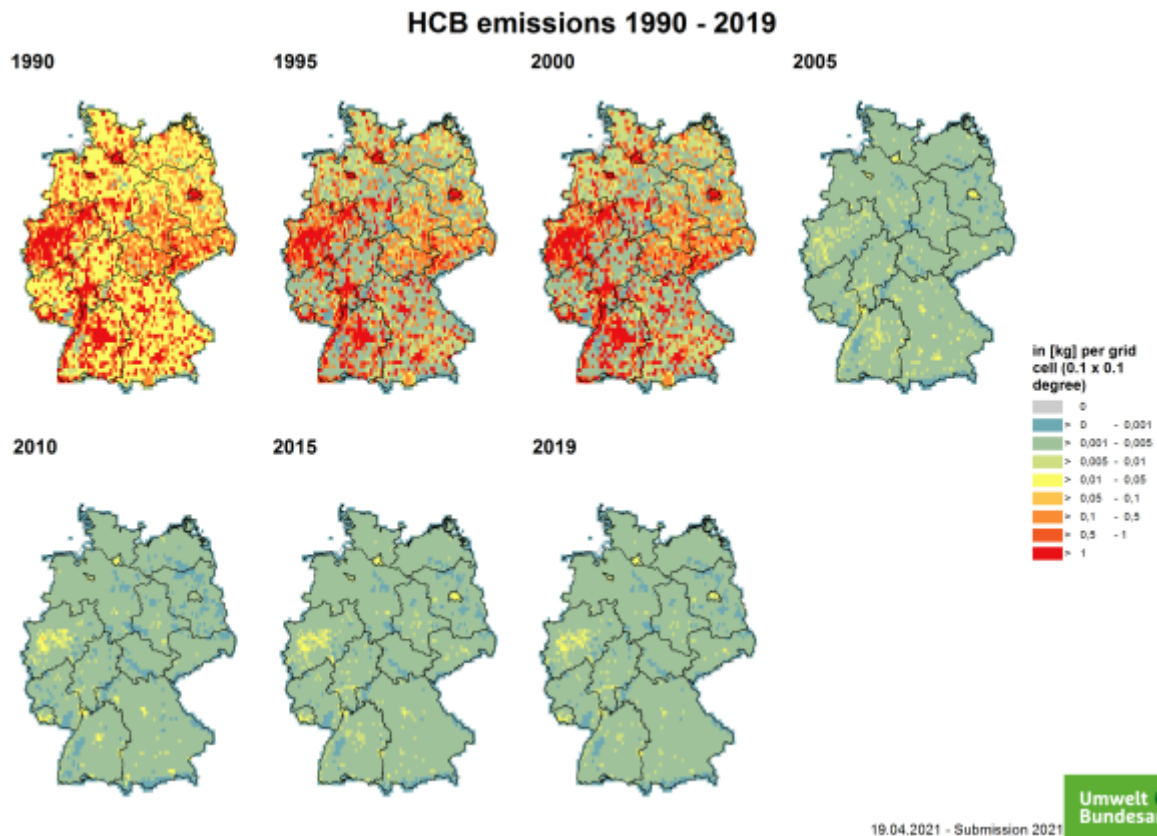 HCB emissions 1990 - 2019
1990 1995 2000 2005
in [kg] per grid
cell (0.1 x 0.1
degree)
0
> 0 - 0,001
> 0,001 - 0,005
> 0,005 - 0,01
> 0,01 - 0,05
> 0,05 - 0,1
> 0,1 - 0,5
> 0,5 - 1
> 1
2010 2015 2019
Umwelt
Bundesa
19.04.2021 - Submission 2021